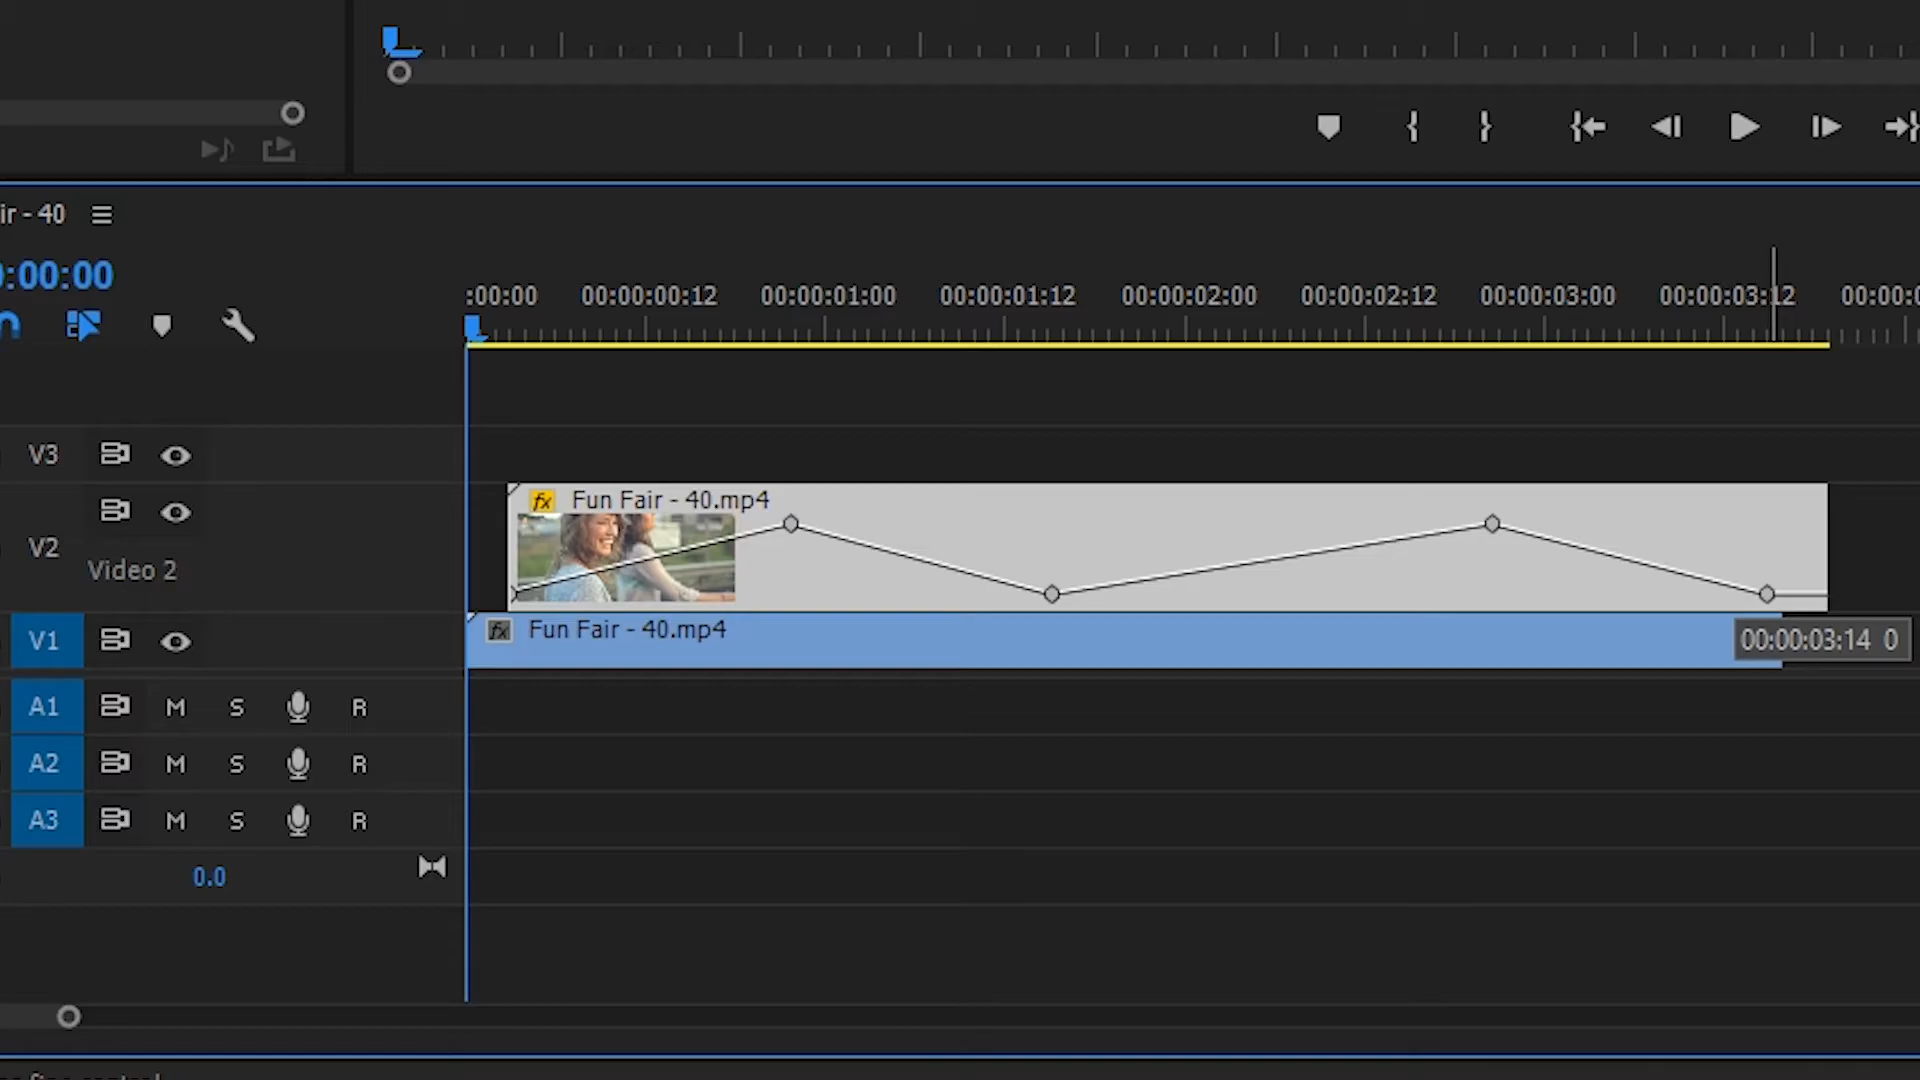 ir - 40
:00:00
:00:00 00:00:00:12 00:00:01:00 00:00:01:12 00:00:02:00 00:00:02:12 00:00:03:00 00:00:03:12 00:00:0
V3
fx Fun Fair - 40.mp4
V2
Video 2
V1
fx Fun Fair - 40.mp4
00:00:03:14 0
A1 M S R
A2 M S R
A3 M S R
0.0